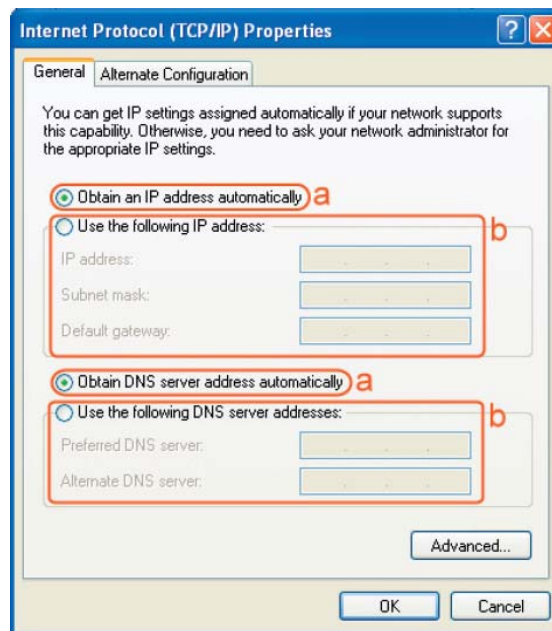 Internet Protocol (TCP/IP) Properties
General
Alternate Configuration
You can get IP settings assigned automatically if your network supports
this capability. Otherwise, you need to ask your network administrator for
the appropriate IP settings.
Obtain an IP address automatically
a
Use the following IP address:
b
IP address:
Subnet mask:
Default gateway:
Obtain DNS server address automatically
a
Use the following DNS server addresses:
b
Preferred DNS server:
Alternate DNS server:
Advanced...
OK
Cancel